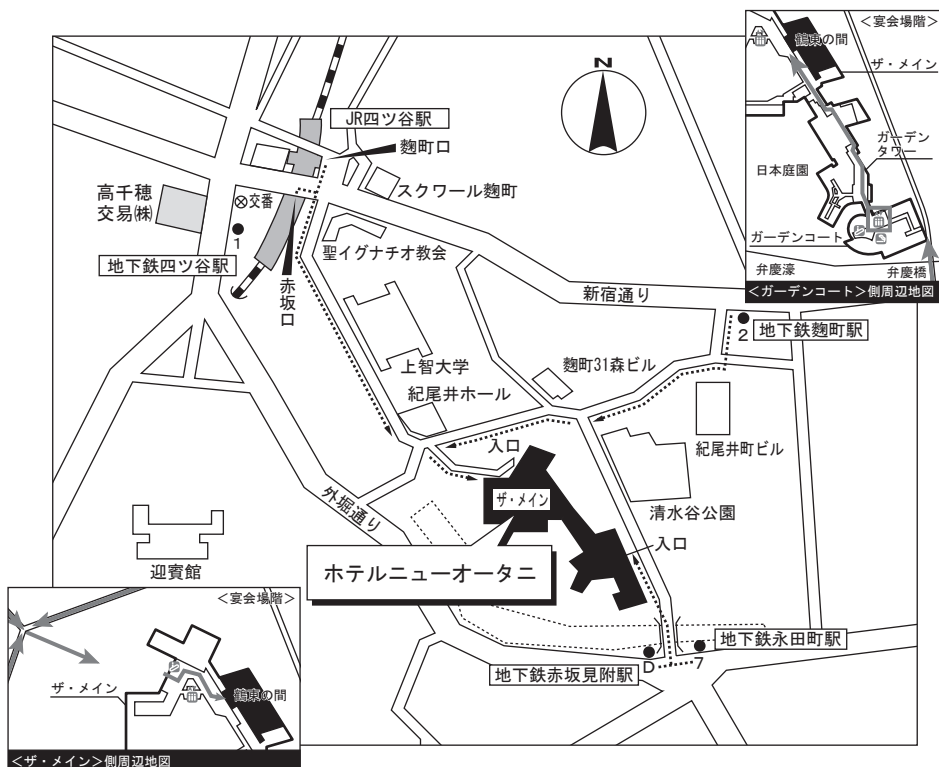 ＜宴会場階＞
鶴東の間
ザ・メイン
ガーデン
タワー
日本庭園
ガーデンコート
弁慶濠
弁慶橋
＜ガーデンコート＞側周辺地図
N
JR四ツ谷駅
麴町口
スクワール麴町
高千穂
交易㈱
交番
1
地下鉄四ツ谷駅
赤坂口
聖イグナチオ教会
新宿通り
2
地下鉄麴町駅
上智大学
麴町31森ビル
紀尾井ホール
紀尾井町ビル
入口
ザ・メイン
清水谷公園
外堀通り
入口
迎賓館
ホテルニューオータニ
地下鉄永田町駅
7
D
地下鉄赤坂見附駅
＜宴会場階＞
ザ・メイン
鶴東の間
＜ザ・メイン＞側周辺地図